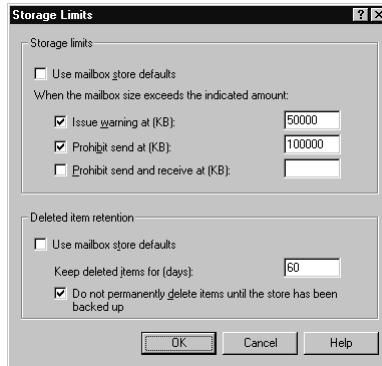 Storage Limits
Storage limits
Use mailbox store defaults
When the mailbox size exceeds the indicated amount:
Issue warning at (KB): 50000
Prohibit send at (KB): 100000
Prohibit send and receive at (KB):
Deleted item retention
Use mailbox store defaults
Keep deleted items for (days): 60
Do not permanently delete items until the store has been
backed up
OK Cancel Help